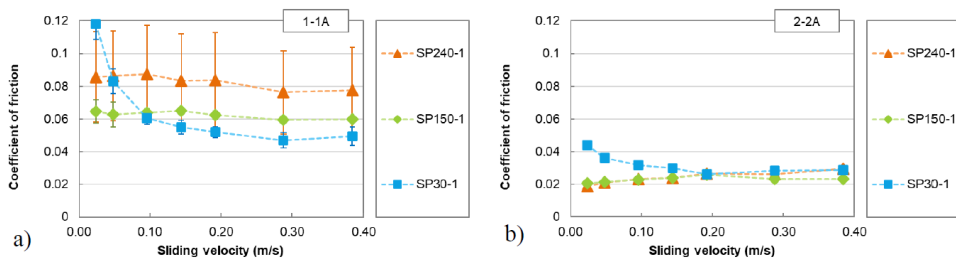 1-1A
0.12
0.1
0.08
0.06
0.04
0.02
0
0.00 0.10 0.20 0.30 0.40
Coefficient of friction
Sliding velocity (m/s)
SP240-1
SP150-1
SP30-1
a)
2-2A
0.12
0.1
0.08
0.06
0.04
0.02
0
0.00 0.10 0.20 0.30 0.40
Coefficient of friction
Sliding velocity (m/s)
SP240-1
SP150-1
SP30-1
b)